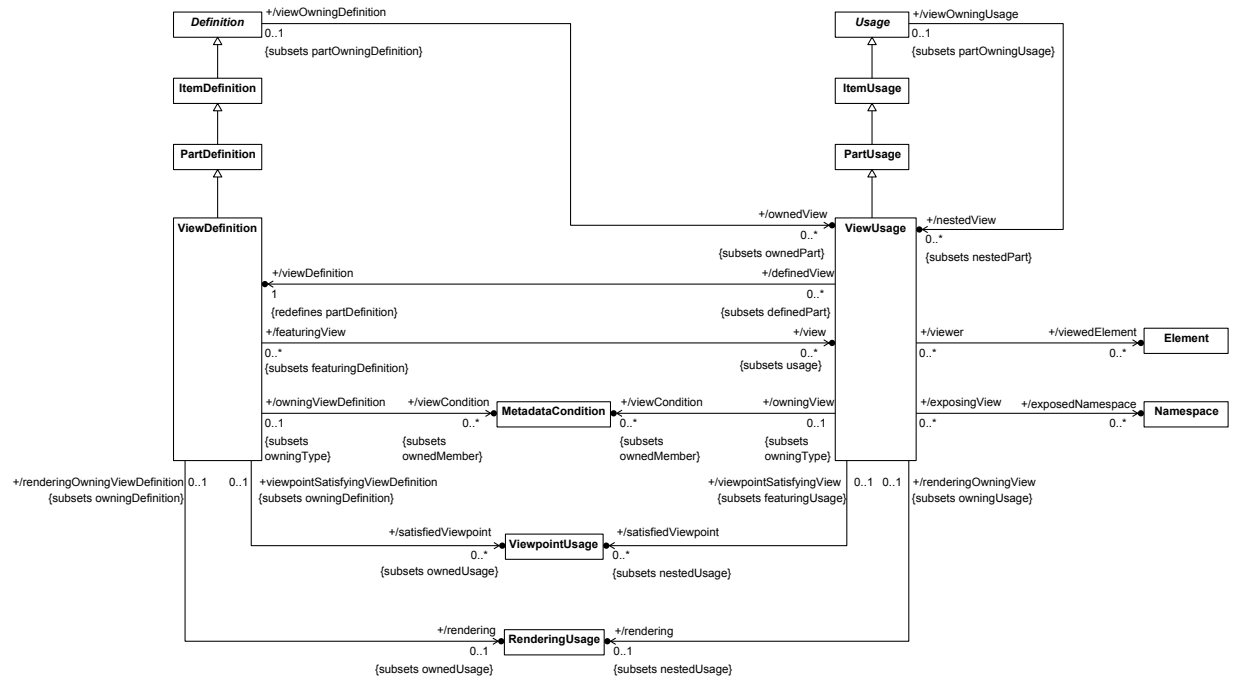 +/viewOwningDefinition
+/viewOwningUsage
Definition
Usage
0..1
0..1
{subsets partOwningDefinition}
{subsets partOwningUsage}
ItemDefinition
ItemUsage
PartDefinition
PartUsage
+/ownedView
ViewDefinition
ViewUsage
+/nestedView
0..*
0..*
{subsets ownedPart}
{subsets nestedPart}
+/viewDefinition
+/definedView
1
0..*
{redefines partDefinition}
{subsets definedPart}
+/featuringView
+/view
+/viewer
+/viewedElement
Element
0..*
0..*
0..*
0..*
{subsets featuringDefinition}
{subsets usage}
+/owningViewDefinition
+/viewCondition
MetadataCondition
+/viewCondition
+/owningView
+/exposingView
+/exposedNamespace
Namespace
0..1
0..*
0..*
0..1
0..*
0..*
{subsets
owningType}
{subsets
ownedMember}
{subsets
ownedMember}
{subsets
owningType}
+/renderingOwningViewDefinition
0..1
0..1
+/viewpointSatisfyingViewDefinition
+/viewpointSatisfyingView
0..1
0..1
+/renderingOwningView
{subsets owningDefinition}
{subsets owningDefinition}
{subsets featuringUsage}
{subsets owningUsage}
+/satisfiedViewpoint
ViewpointUsage
+/satisfiedViewpoint
0..*
0..*
{subsets ownedUsage}
{subsets nestedUsage}
+/rendering
RenderingUsage
+/rendering
0..1
0..1
{subsets ownedUsage}
{subsets nestedUsage}